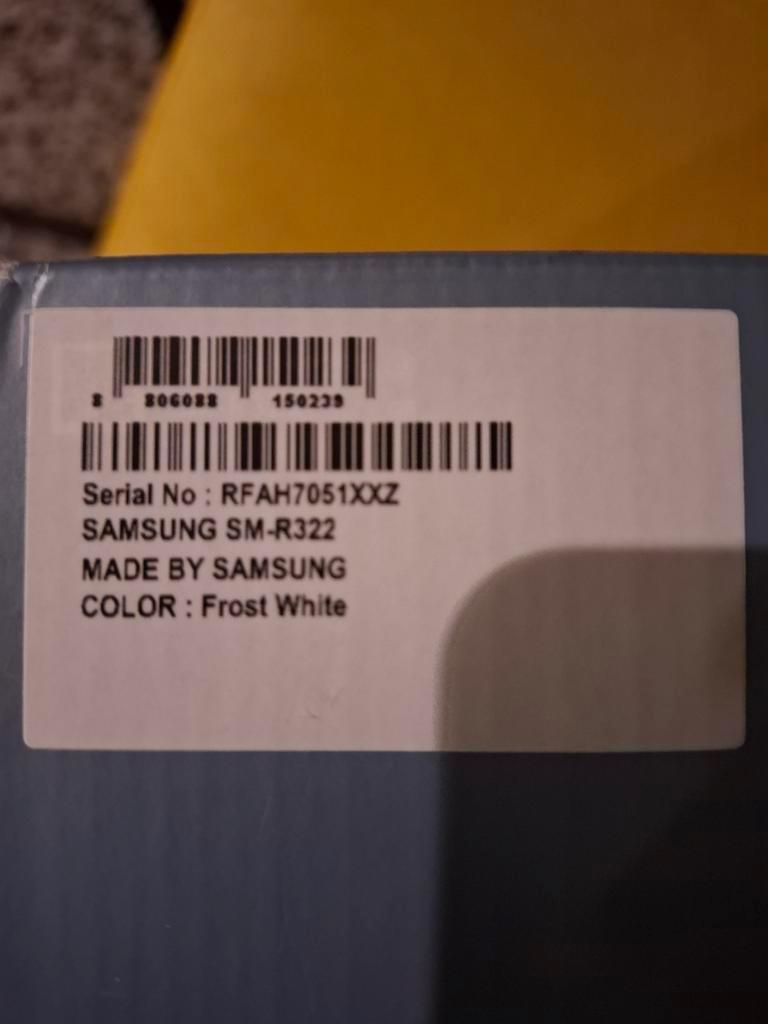 8 806088 150239
Serial No : RFAH7051XXZ
SAMSUNG SM-R322
MADE BY SAMSUNG
COLOR : Frost White